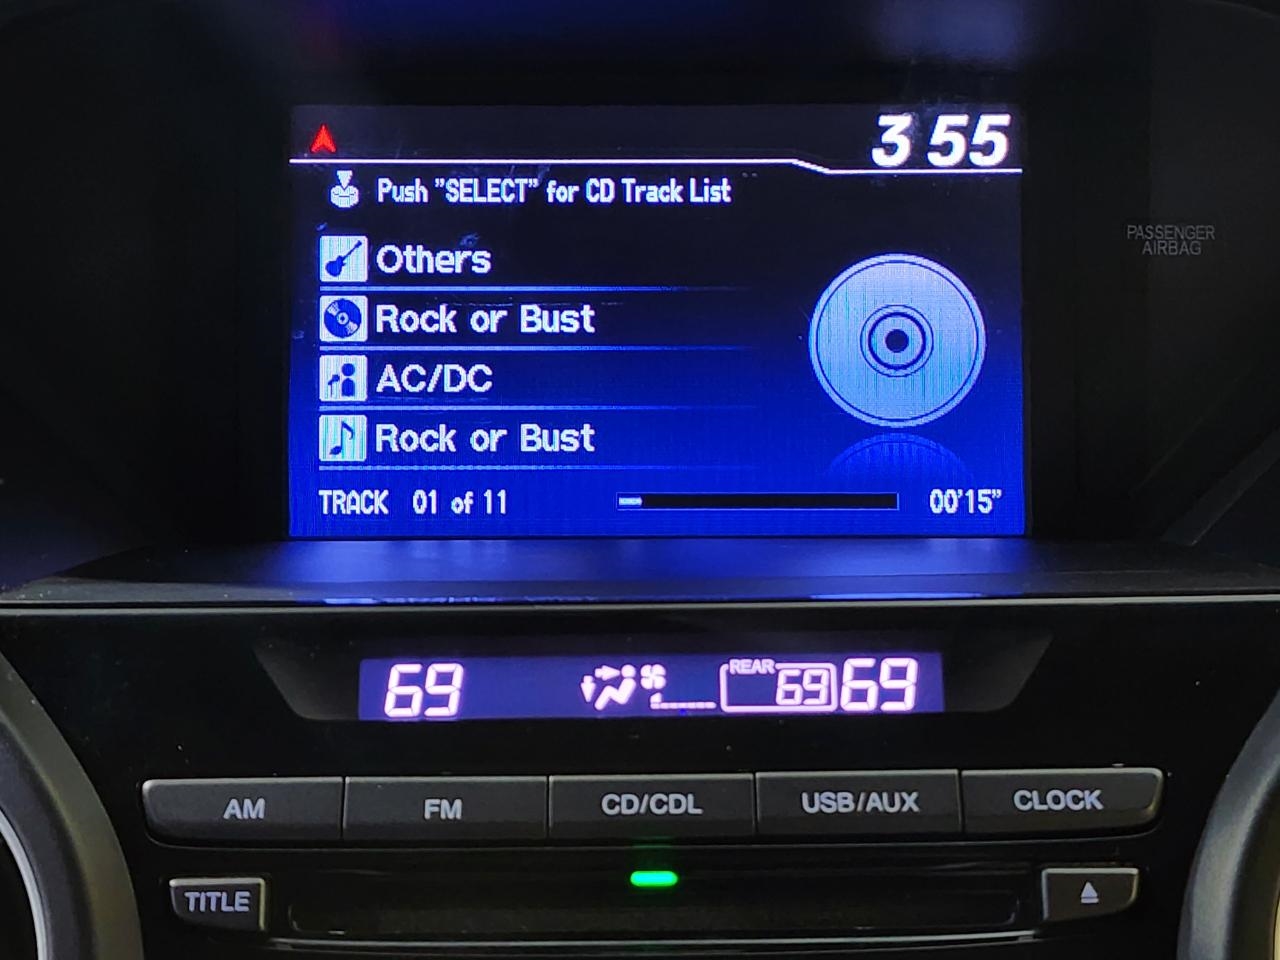 3 55
Push "SELECT" for CD Track List
Others
Rock or Bust
AC/DC
Rock or Bust
TRACK 01 of 11 00'15"
PASSENGER
AIRBAG
69 REAR 69 69
AM FM CD/CDL USB/AUX CLOCK
TITLE